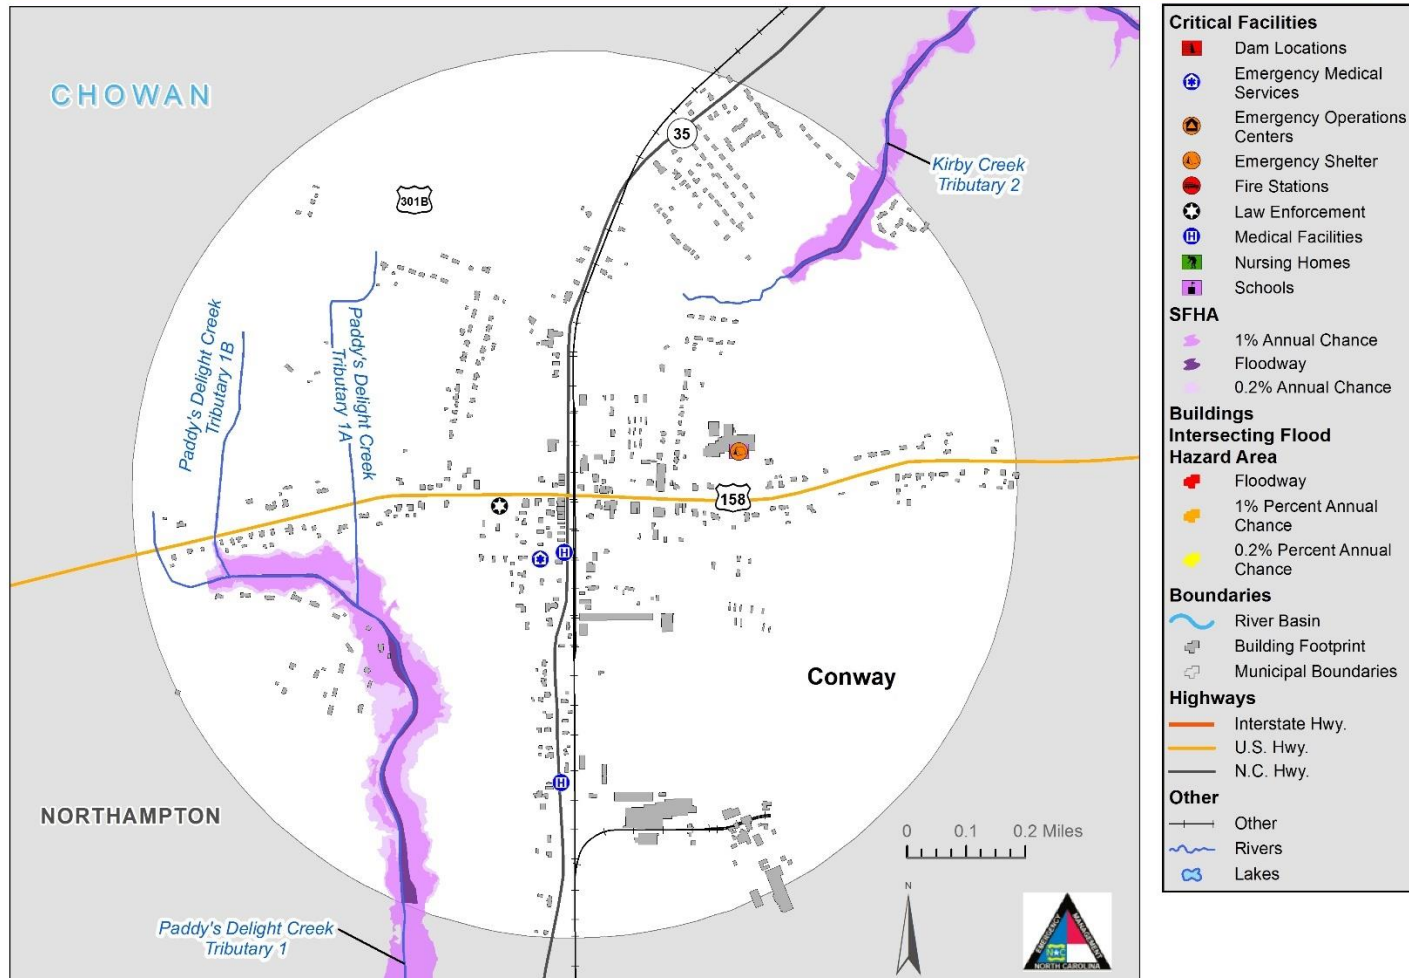 CHOWAN
35
301B
Kirby Creek
Tributary 2
Paddy's Delight Creek
Tributary 1B
Paddy's Delight Creek
Tributary 1A
158
H
H
Conway
NORTHAMPTON
Paddy's Delight Creek
Tributary 1
0 0.1 0.2 Miles
N
EMERGENCY
MANAGEMENT
NORTH CAROLINA
Critical Facilities
Dam Locations
Emergency Medical
Services
Emergency Operations
Centers
Emergency Shelter
Fire Stations
Law Enforcement
H
Medical Facilities
Nursing Homes
Schools
SFHA
1% Annual Chance
Floodway
0.2% Annual Chance
Buildings
Intersecting Flood
Hazard Area
Floodway
1% Percent Annual
Chance
0.2% Percent Annual
Chance
Boundaries
River Basin
Building Footprint
Municipal Boundaries
Highways
Interstate Hwy.
U.S. Hwy.
N.C. Hwy.
Other
Other
Rivers
Lakes